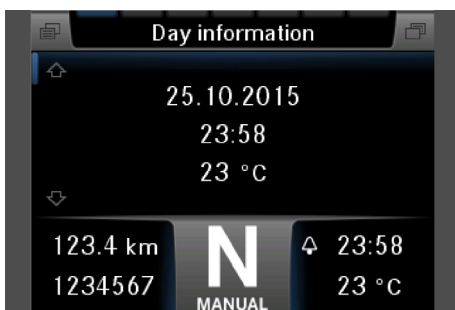 Day information
25.10.2015
23:58
23 °C
123.4 km
1234567
N
MANUAL
23:58
23 °C